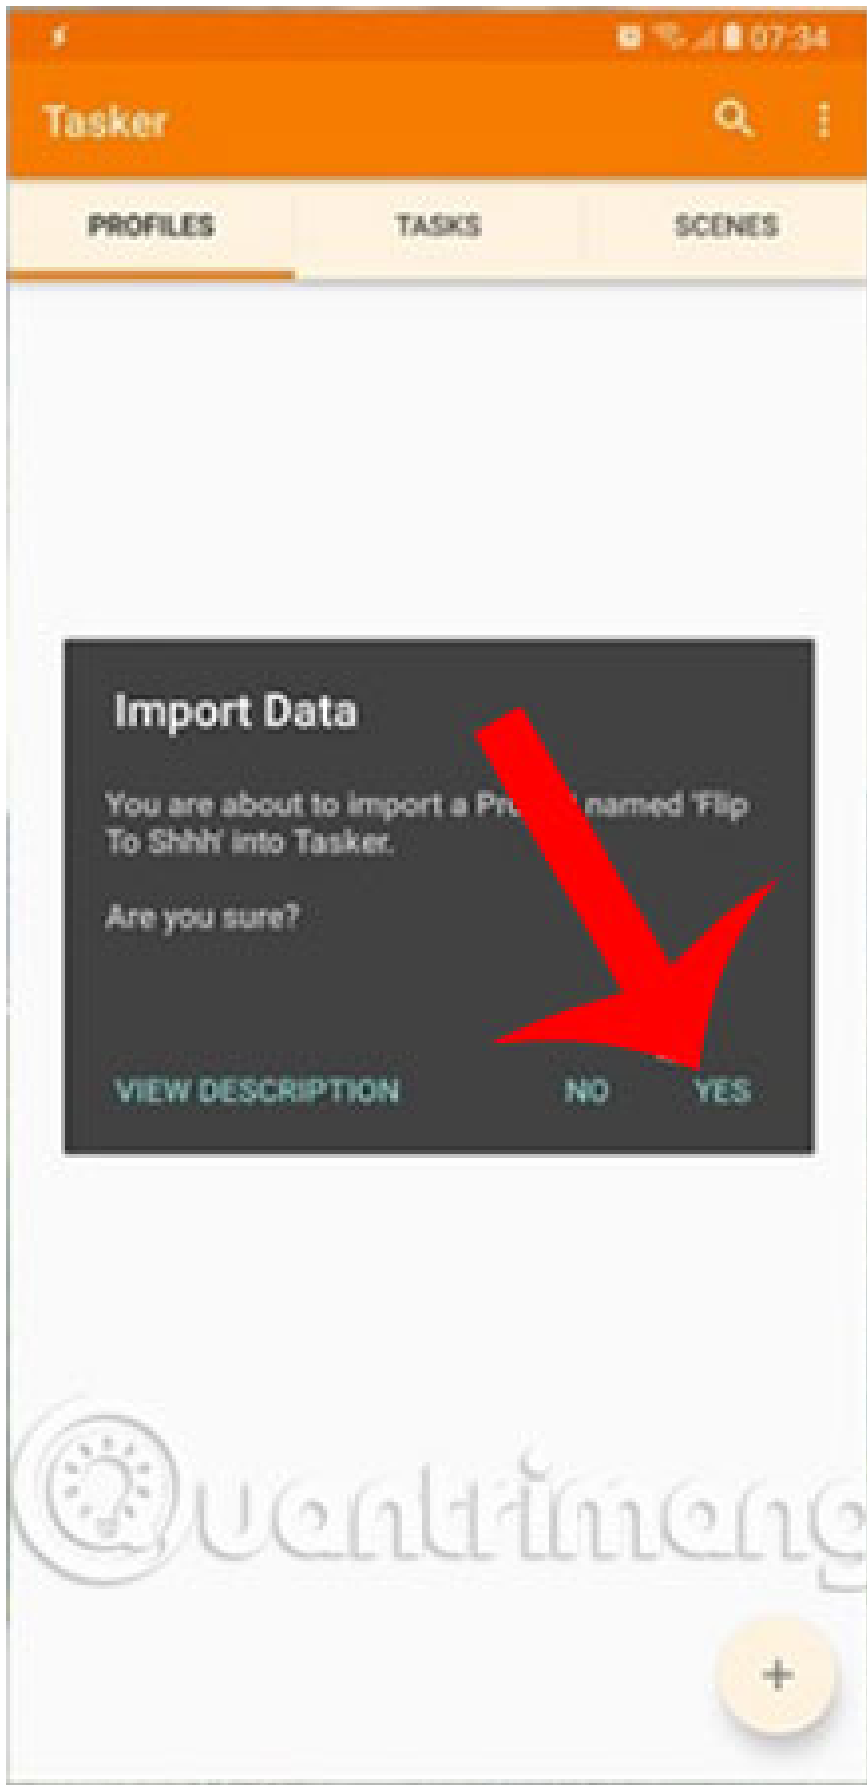 07:34
Tasker
PROFILES TASKS SCENES
Import Data
You are about to import a named 'Flip
To Shhh' into Tasker.
Are you sure?
VIEW DESCRIPTION NO YES
Quantrimang
+